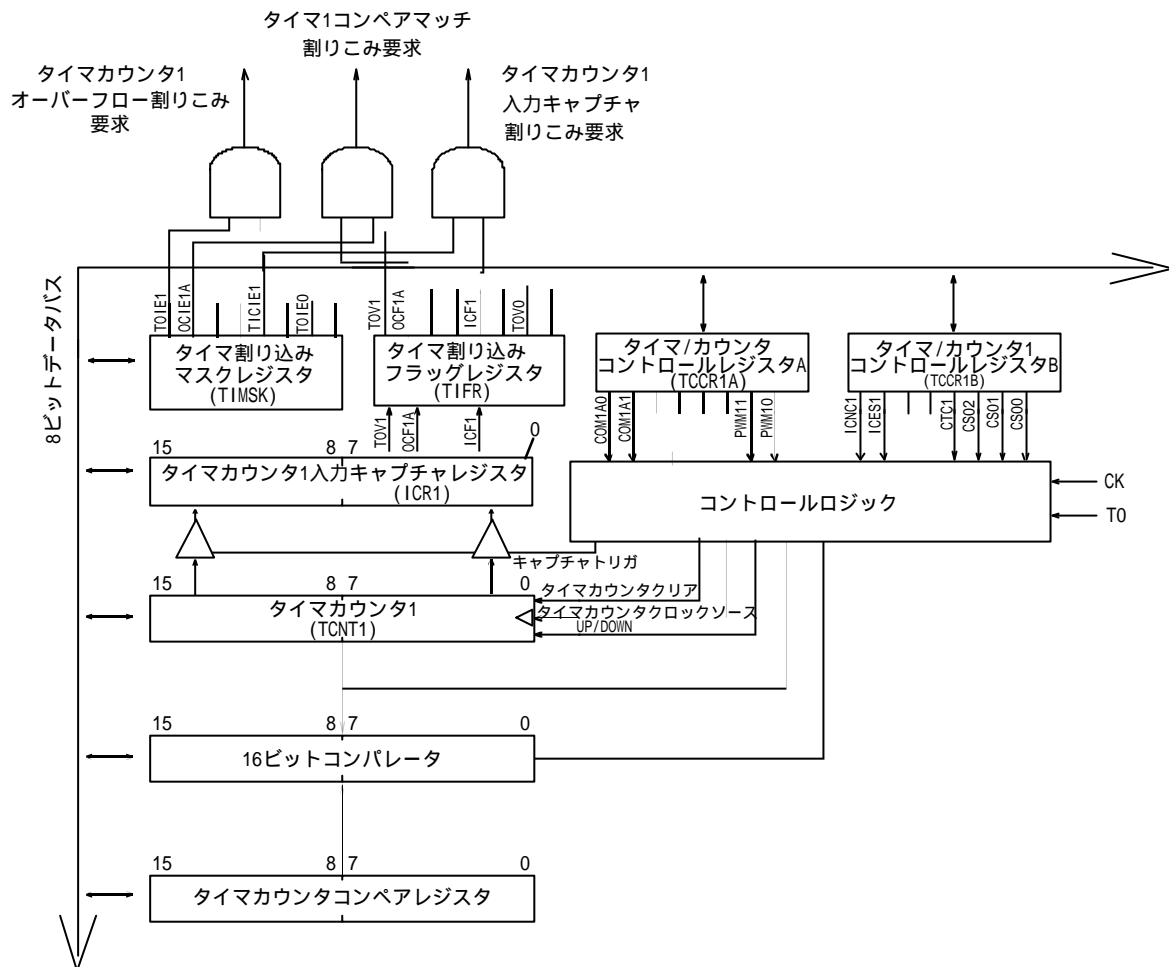 タイマ1コンペアマッチ
割りこみ要求
タイマカウンタ1
オーバーフロー割りこみ
要求
タイマカウンタ1
入力キャプチャ
割りこみ要求
8ビットデータバス
TOIE1
OCIE1A
TICIE1
TOIE0
TOV1
OCF1A
ICF1
TOV0
タイマ割り込み
マスクレジスタ
(TIMSK)
タイマ割り込み
フラッグレジスタ
(TIFR)
タイマ/カウンタ
コントロールレジスタA
(TCCR1A)
タイマ/カウンタ1
コントロールレジスタB
(TCCR1B)
TOV1
OCF1A
ICF1
COM1A0
COM1A1
PWM11
PWM10
ICNC1
ICES1
CTC1
CS02
CS01
CS00
15 8 7 0
タイマカウンタ1入力キャプチャレジスタ
(ICR1)
コントロールロジック
CK
T0
キャプチャトリガ
15 8 7 0
タイマカウンタ1
(TCNT1)
タイマカウンタクリア
タイマカウンタクロックソース
UP/DOWN
15 8 7 0
16ビットコンパレータ
15 8 7 0
タイマカウンタコンペアレジスタ